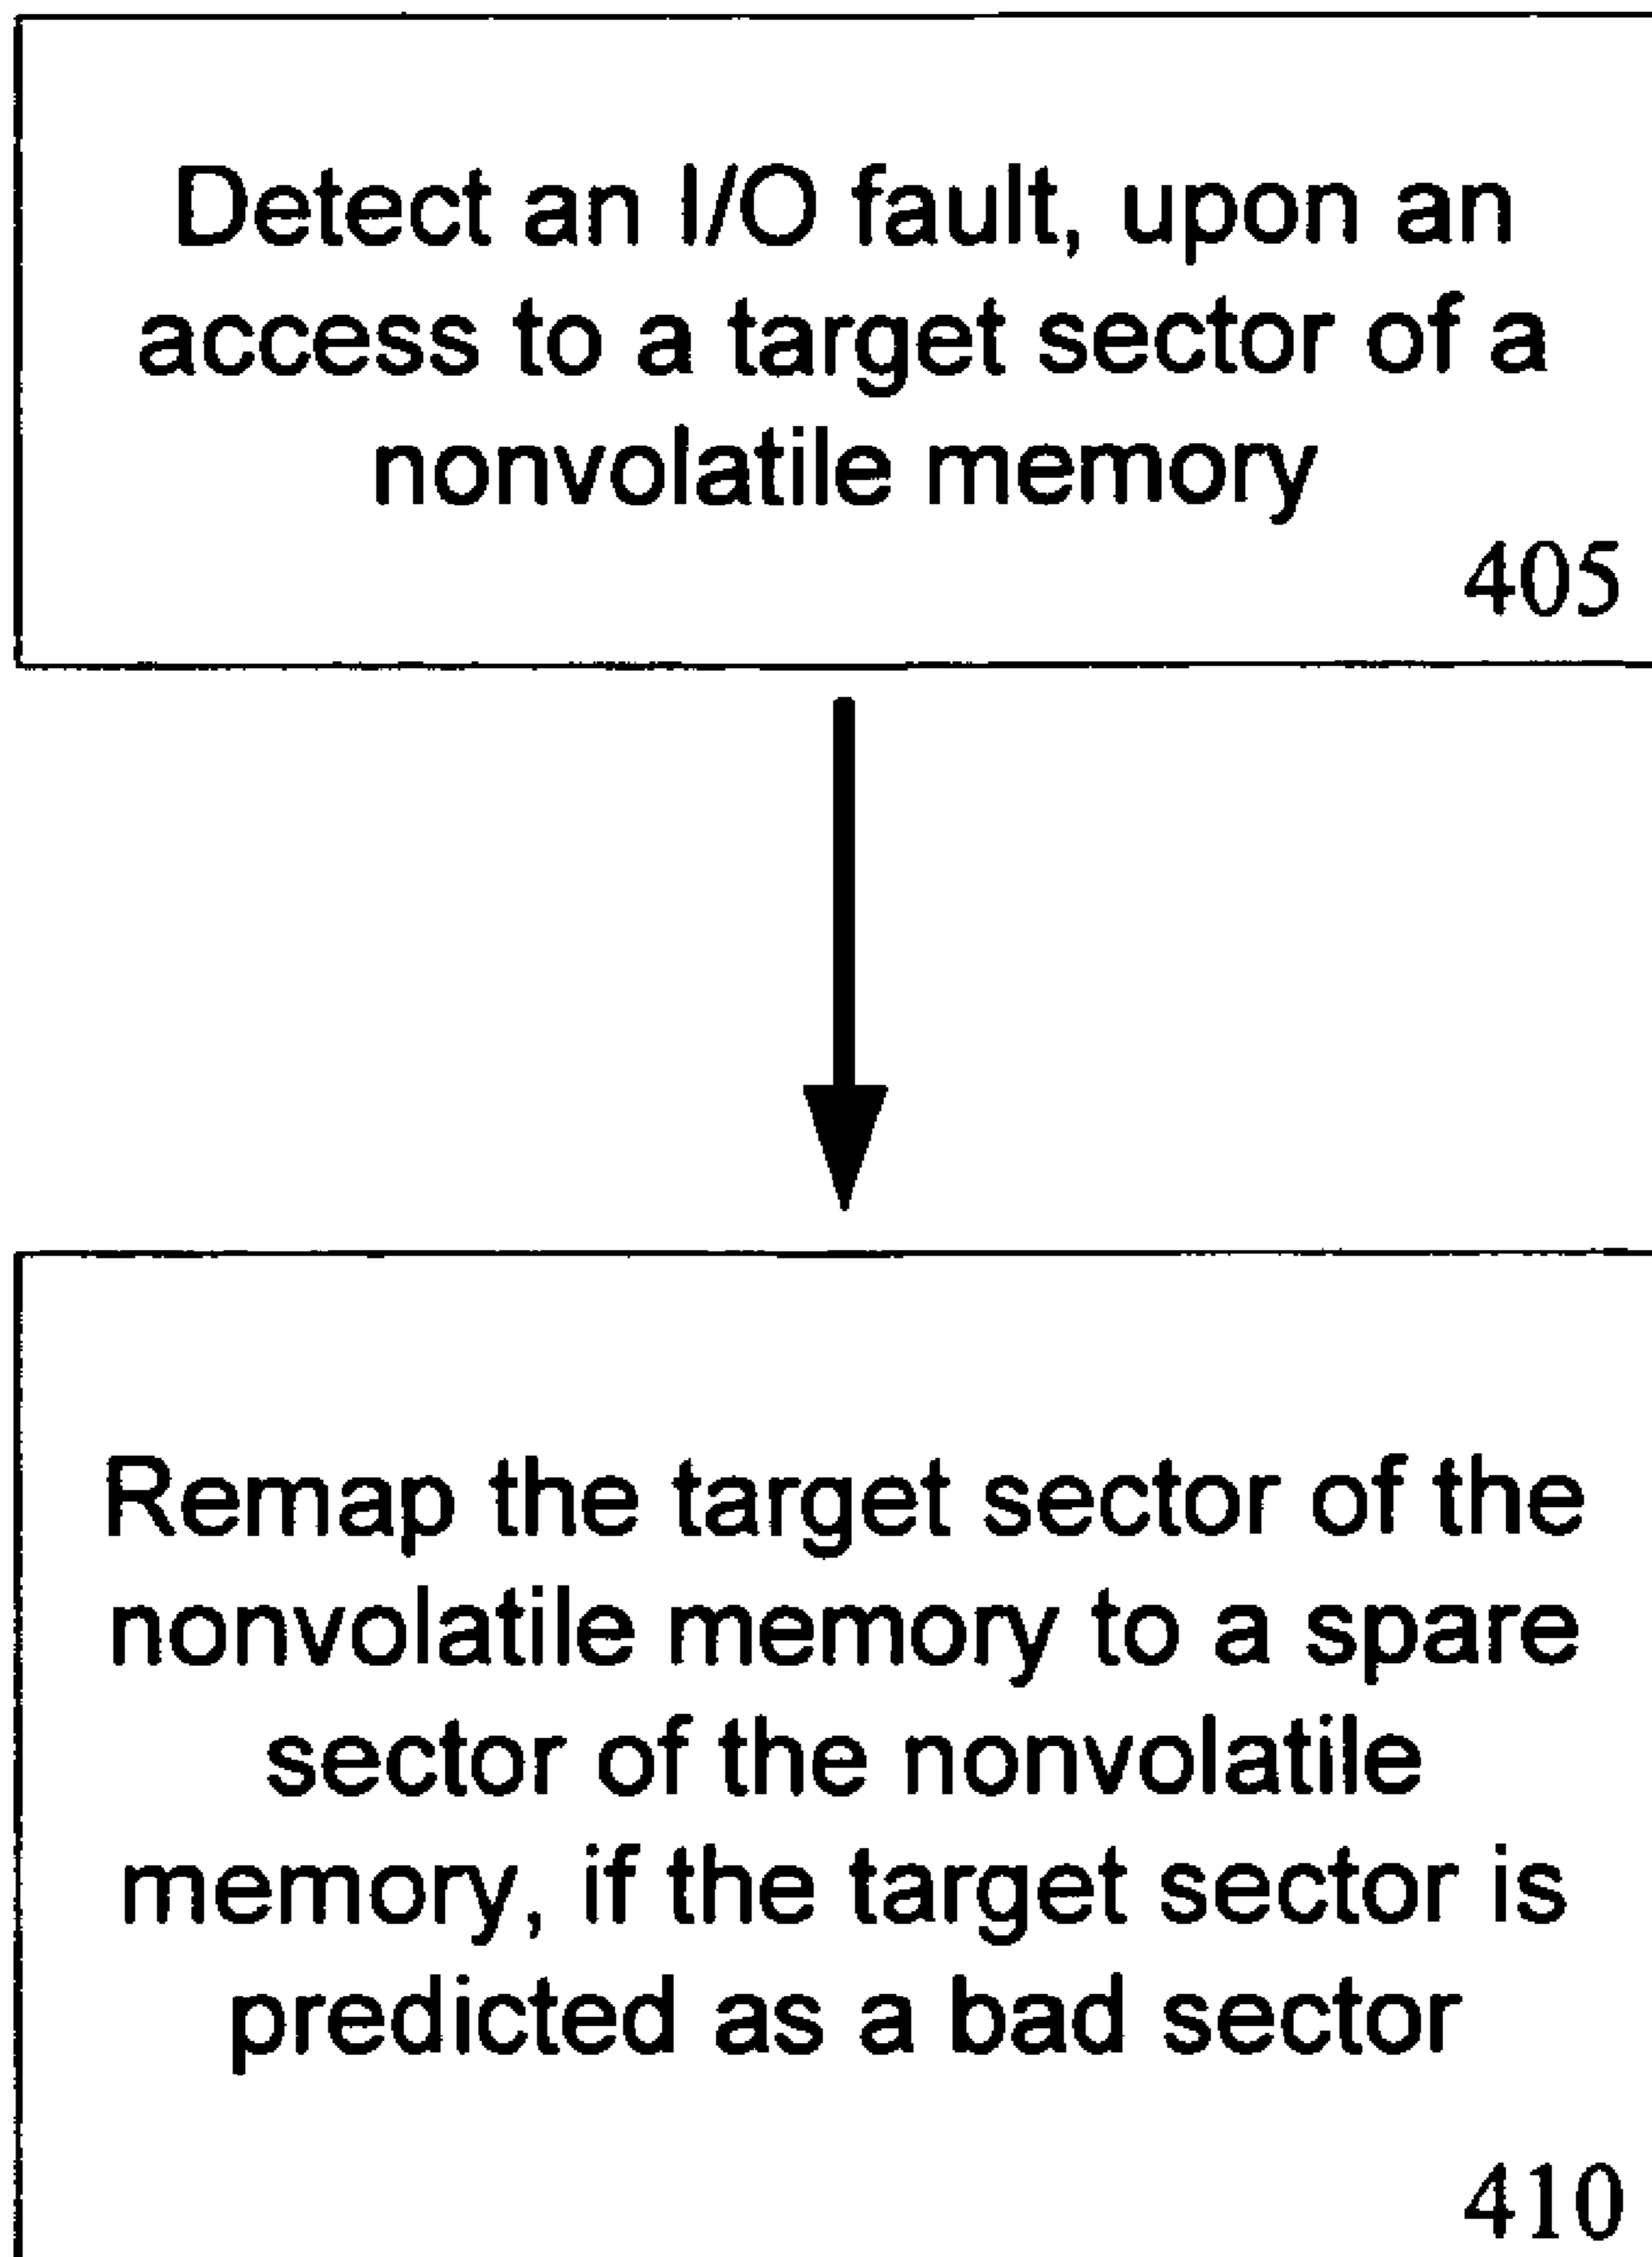 Detect an I/O fault, upon an
access to a target sector of a
nonvolatile memory
405
Remap the target sector of the
nonvolatile memory to a spare
sector of the nonvolatile
memory, if the target sector is
predicted as a bad sector
410